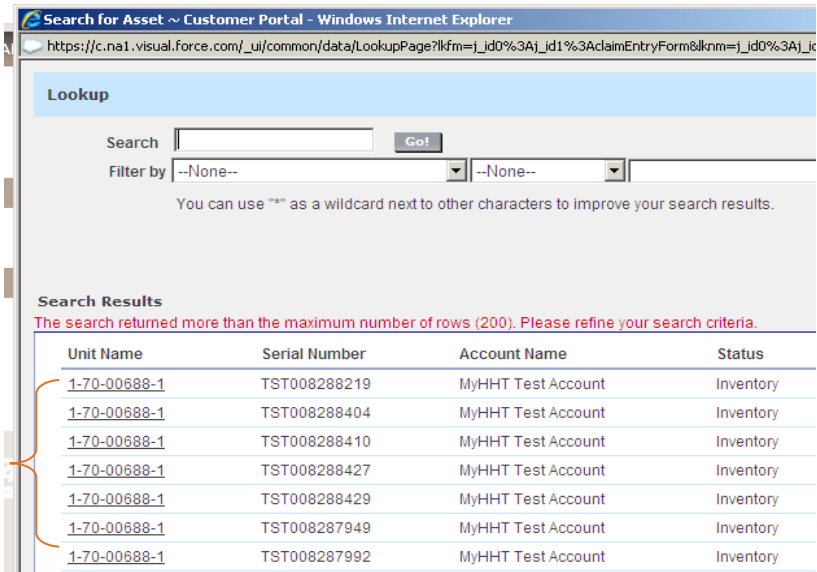 Search for Asset ~ Customer Portal - Windows Internet Explorer
https://c.na1.visual.force.com/_ui/common/data/LookupPage?lkfm=j_id0%3Aj_id1%3AclaimEntryForm&lknm=j_id0%3Aj_id
Lookup
Search Go!
Filter by --None-- --None--
You can use "*" as a wildcard next to other characters to improve your search results.
Search Results
The search returned more than the maximum number of rows (200). Please refine your search criteria.
Unit Name Serial Number Account Name Status
1-70-00688-1 TST008288219 MyHHT Test Account Inventory
1-70-00688-1 TST008288404 MyHHT Test Account Inventory
1-70-00688-1 TST008288410 MyHHT Test Account Inventory
1-70-00688-1 TST008288427 MyHHT Test Account Inventory
1-70-00688-1 TST008288429 MyHHT Test Account Inventory
1-70-00688-1 TST008287949 MyHHT Test Account Inventory
1-70-00688-1 TST008287992 MyHHT Test Account Inventory